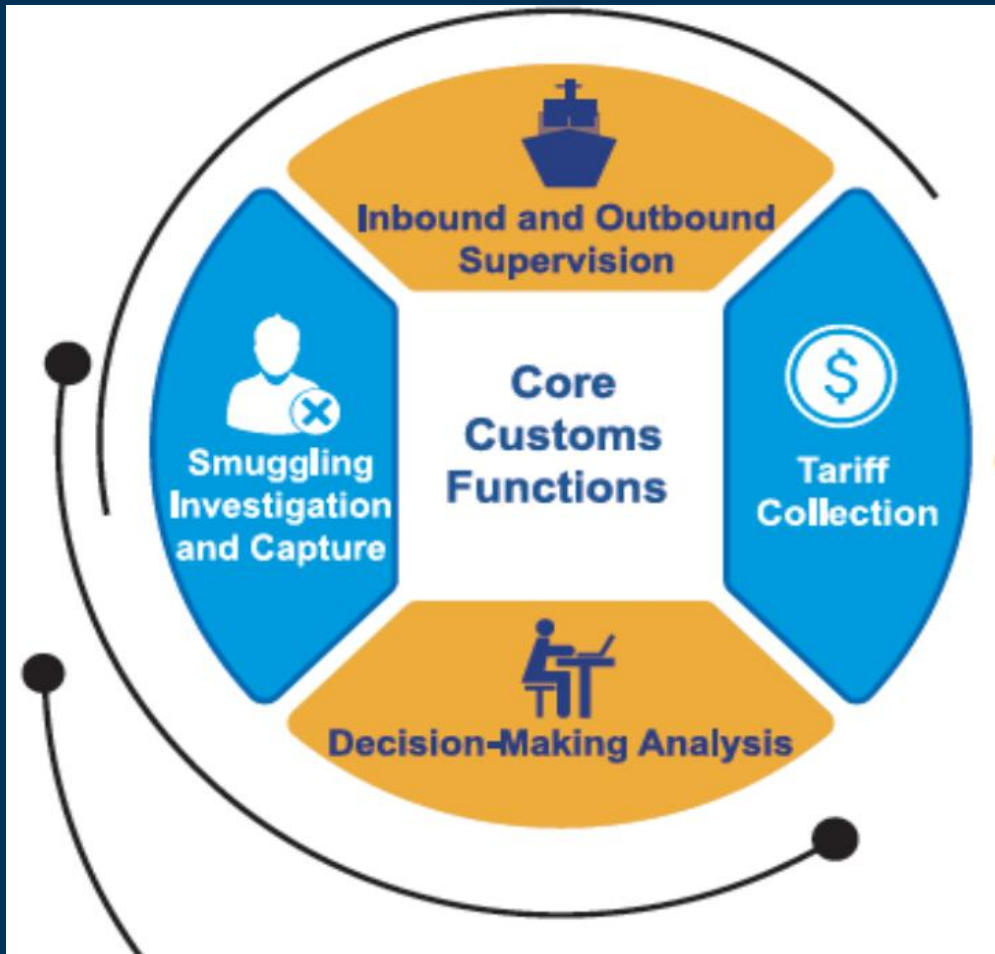 Inbound and Outbound
Supervision
Core
Customs
Functions
Smuggling
Investigation
and Capture
$
Tariff
Collection
Decision-Making Analysis